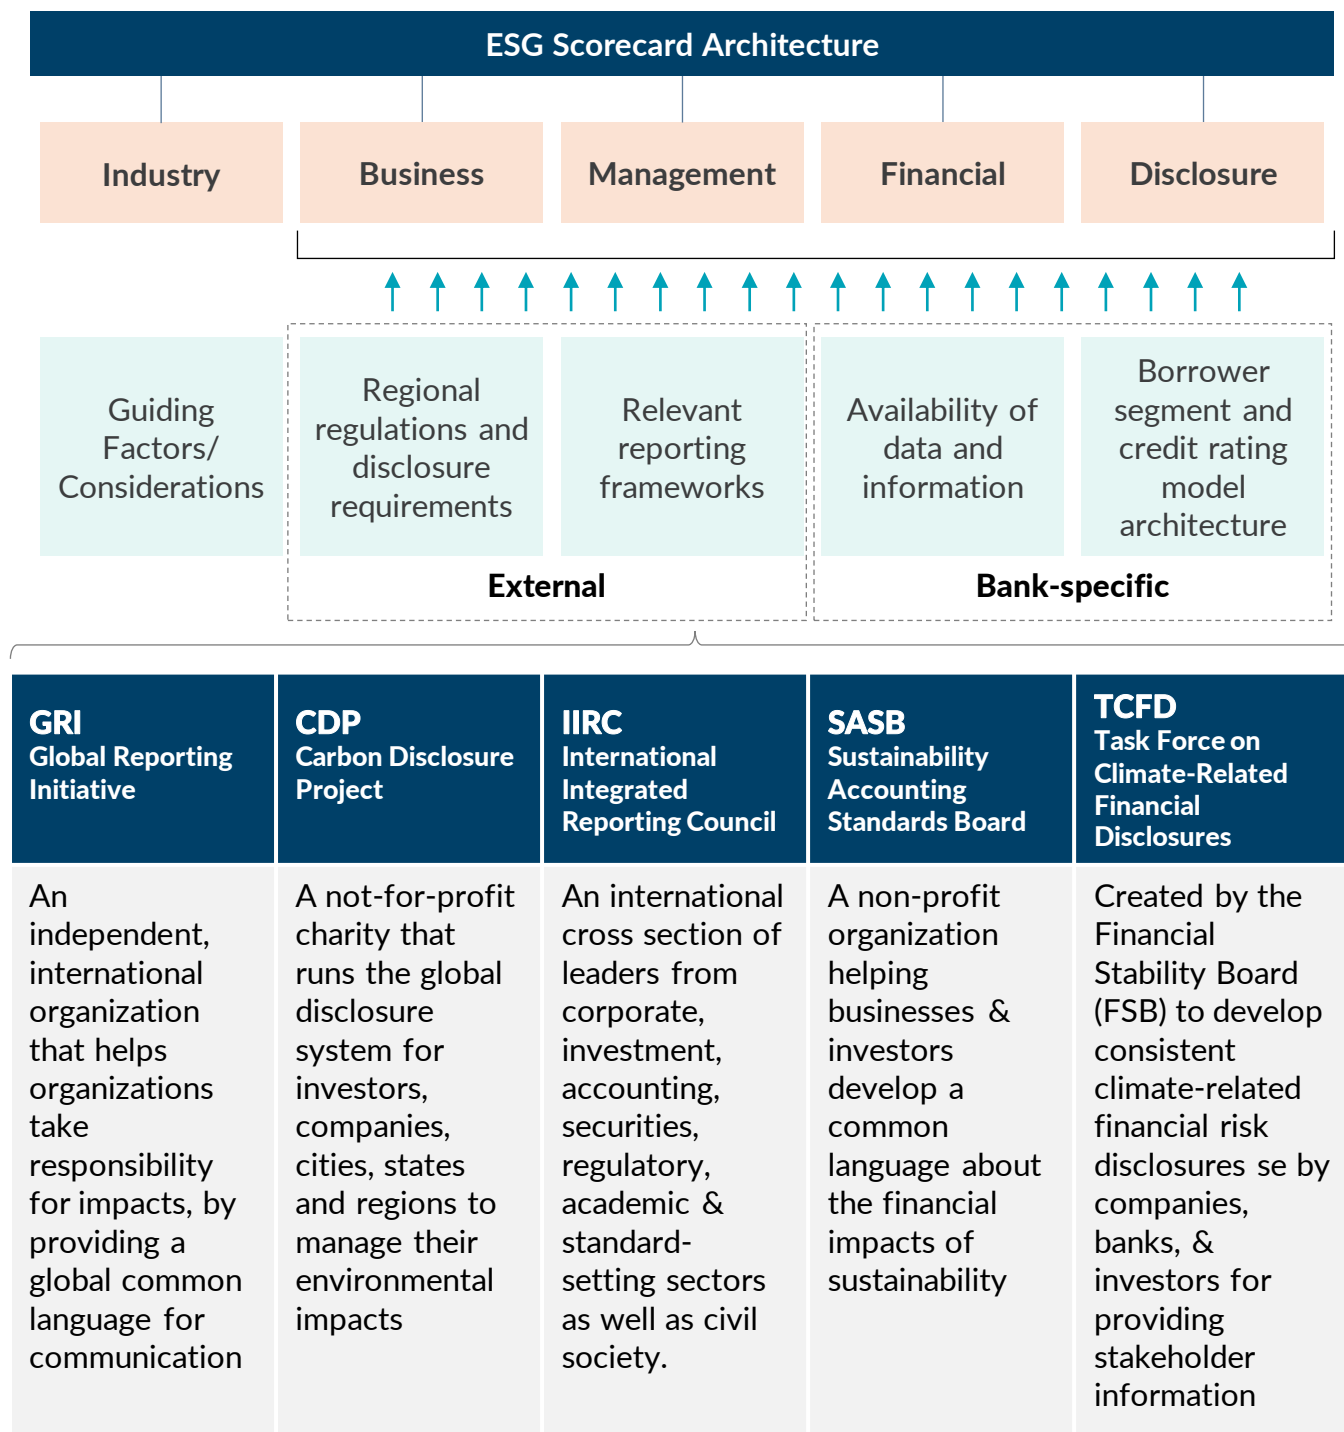 ESG Scorecard Architecture
Industry
Business
Management
Financial
Disclosure
Guiding
Factors/
Considerations
Regional
regulations and
disclosure
requirements
Relevant
reporting
frameworks
Availability of
data and
information
Borrower
segment and
credit rating
model
architecture
External
Bank-specific
GRI
Global Reporting
Initiative
CDP
Carbon Disclosure
Project
IIRC
International
Integrated
Reporting Council
SASB
Sustainability
Accounting
Standards Board
TCFD
Task Force on
Climate-Related
Financial
Disclosures
An
independent,
international
organization
that helps
organizations
take
responsibility
for impacts, by
providing a
global common
language for
communication
A not-for-profit
charity that
runs the global
disclosure
system for
investors,
companies,
cities, states
and regions to
manage their
environmental
impacts
An international
cross section of
leaders from
corporate,
investment,
accounting,
securities,
regulatory,
academic &
standard-
setting sectors
as well as civil
society.
A non-profit
organization
helping
businesses &
investors
develop a
common
language about
the financial
impacts of
sustainability
Created by the
Financial
Stability Board
(FSB) to develop
consistent
climate-related
financial risk
disclosures se by
companies,
banks, &
investors for
providing
stakeholder
information